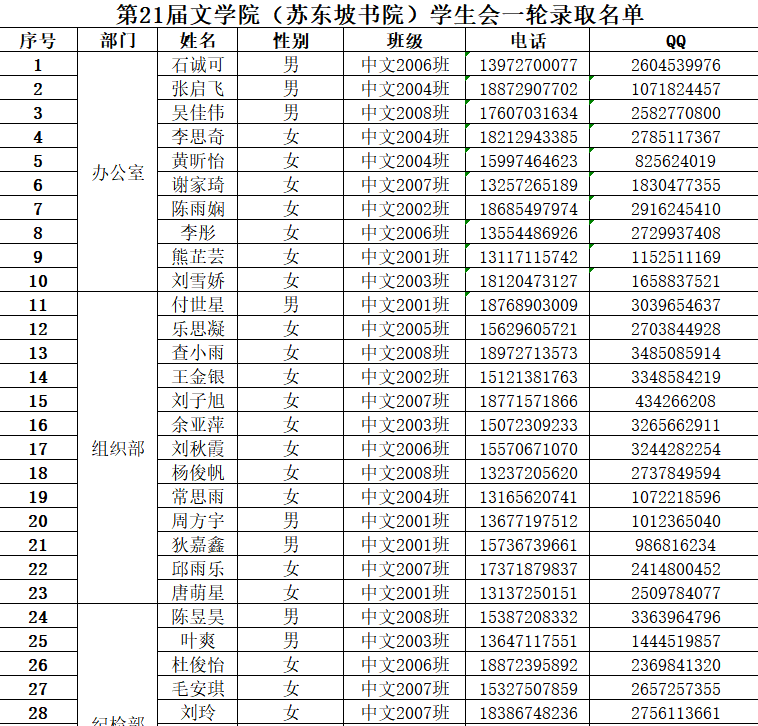 第21届文学院（苏东坡书院）学生会一轮录取名单
序号 部门 姓名 性别 班级 电话 QQ
1 石诚可 男 中文2006班 13972700077 2604539976
2 张启飞 男 中文2004班 18872907702 1071824457
3 吴佳伟 男 中文2008班 17607031634 2582770800
4 李思奇 女 中文2004班 18212943385 2785117367
5 黄昕怡 女 中文2004班 15997464623 825624019
办公室
6 谢家琦 女 中文2007班 13257265189 1830477355
7 陈雨娴 女 中文2002班 18685497974 2916245410
8 李彤 女 中文2006班 13554486926 2729937408
9 熊芷芸 女 中文2001班 13117115742 1152511169
10 刘雪娇 女 中文2003班 18120473127 1658837521
11 付世星 男 中文2001班 18768903009 3039654637
12 乐思凝 女 中文2005班 15629605721 2703844928
13 查小雨 女 中文2008班 18972713573 3485085914
14 王金银 女 中文2002班 15121381763 3348584219
15 刘子旭 女 中文2007班 18771571866 434266208
16 余亚萍 女 中文2003班 15072309233 3265662911
17 组织部 刘秋霞 女 中文2006班 15570671070 3244282254
18 杨俊帆 女 中文2008班 13237205620 2737849594
19 常思雨 女 中文2004班 13165620741 1072218596
20 周方宇 男 中文2001班 13677197512 1012365040
21 狄嘉鑫 男 中文2001班 15736739661 986816234
22 邱雨乐 女 中文2007班 17371879837 2414800452
23 唐萌星 女 中文2001班 13137250151 2509784077
24 陈昱昊 男 中文2008班 15387208332 3363964796
25 叶爽 男 中文2003班 13647117551 1444519857
26 杜俊怡 女 中文2006班 18872395892 2369841320
27 毛安琪 女 中文2007班 15327507859 2657257355
28 刘玲 女 中文2007班 18386748236 2756113661
纪检部